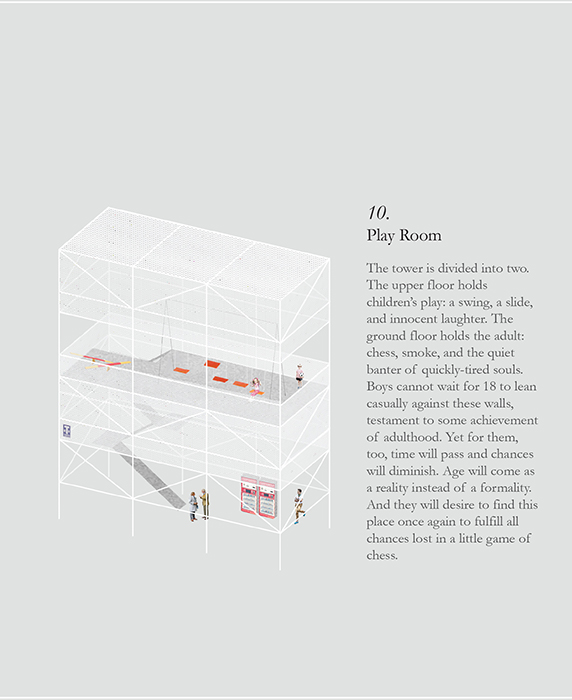 10.
Play Room
The tower is divided into two.
The upper floor holds
children's play: a swing, a slide,
and innocent laughter. The
ground floor holds the adult:
chess, smoke, and the quiet
banter of quickly-tired souls.
Boys cannot wait for 18 to lean
casually against these walls,
testament to some achievement
of adulthood. Yet for them,
too, time will pass and chances
will diminish. Age will come as
a reality instead of a formality.
And they will desire to find this
place once again to fulfill all
chances lost in a little game of
chess.